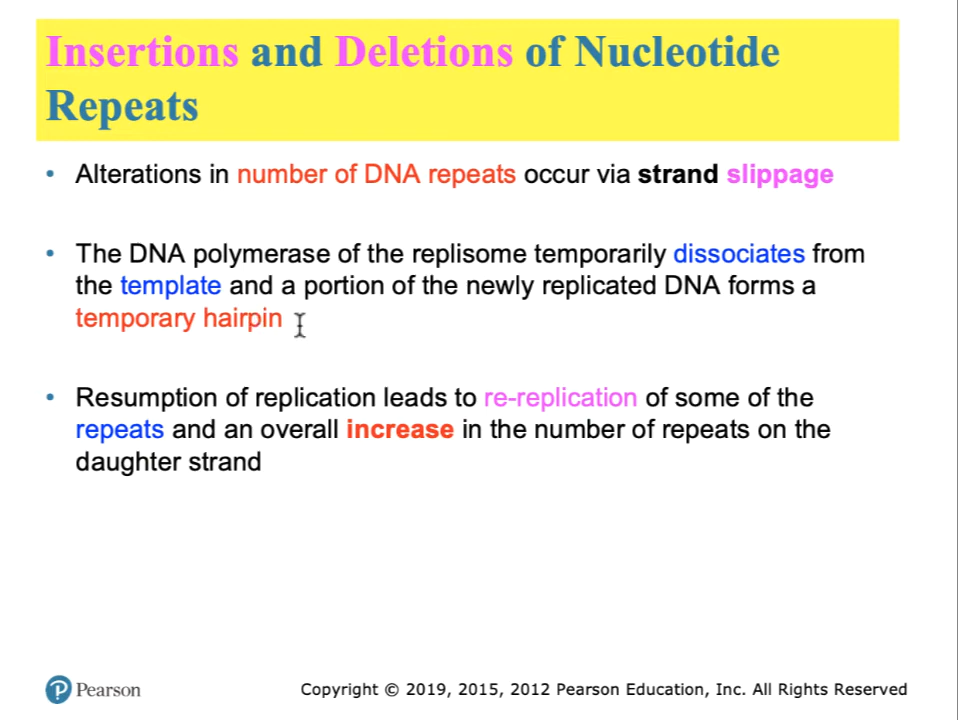 Insertions and Deletions of Nucleotide
Repeats
• Alterations in number of DNA repeats occur via strand slippage
• The DNA polymerase of the replisome temporarily dissociates from
the template and a portion of the newly replicated DNA forms a
temporary hairpin
• Resumption of replication leads to re-replication of some of the
repeats and an overall increase in the number of repeats on the
daughter strand
Pearson
Copyright © 2019, 2015, 2012 Pearson Education, Inc. All Rights Reserved